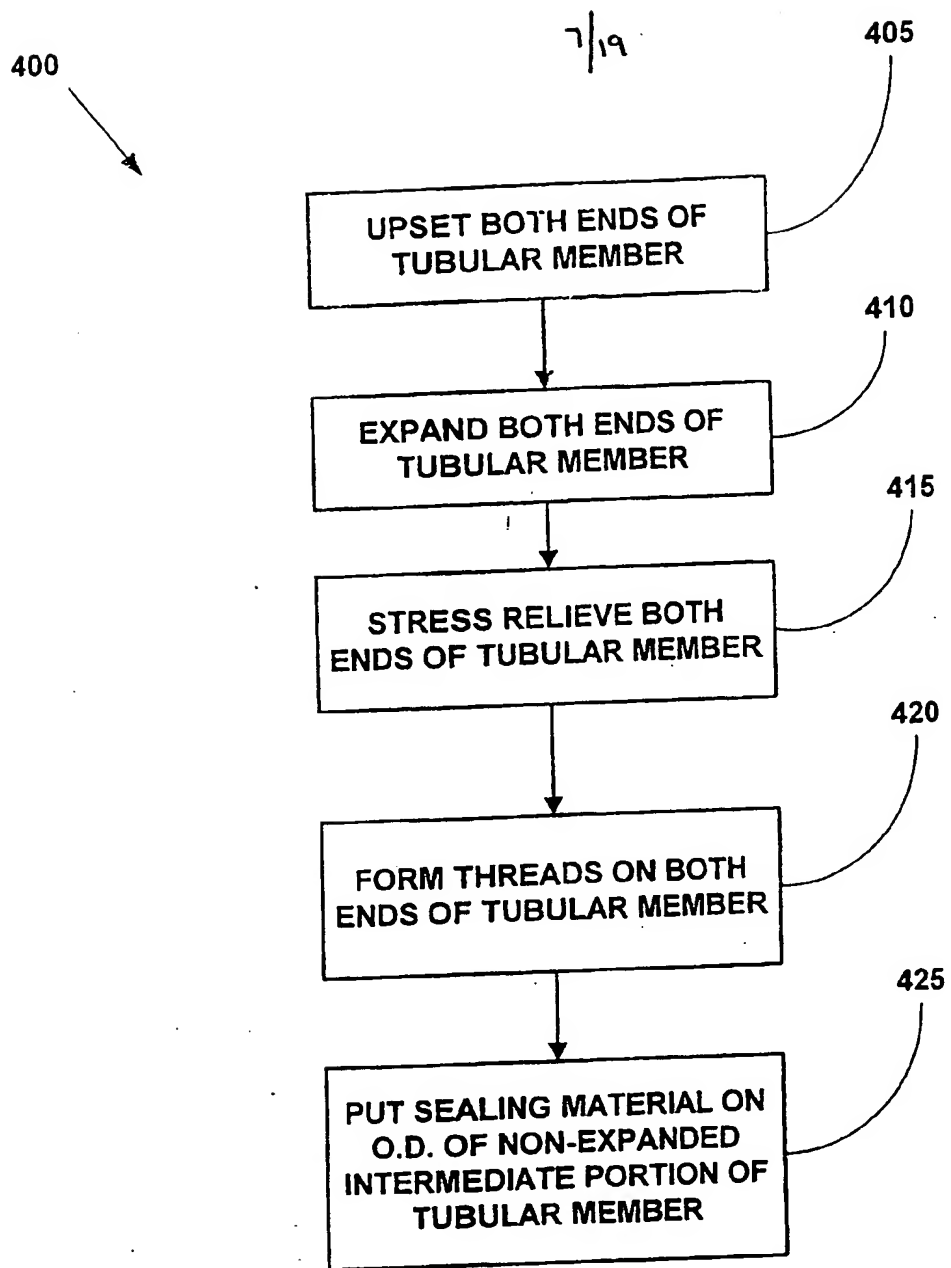 7/19
400
405
UPSET BOTH ENDS OF
TUBULAR MEMBER
410
EXPAND BOTH ENDS OF
TUBULAR MEMBER
415
STRESS RELIEVE BOTH
ENDS OF TUBULAR MEMBER
420
FORM THREADS ON BOTH
ENDS OF TUBULAR MEMBER
425
PUT SEALING MATERIAL ON
O.D. OF NON-EXPANDED
INTERMEDIATE PORTION OF
TUBULAR MEMBER